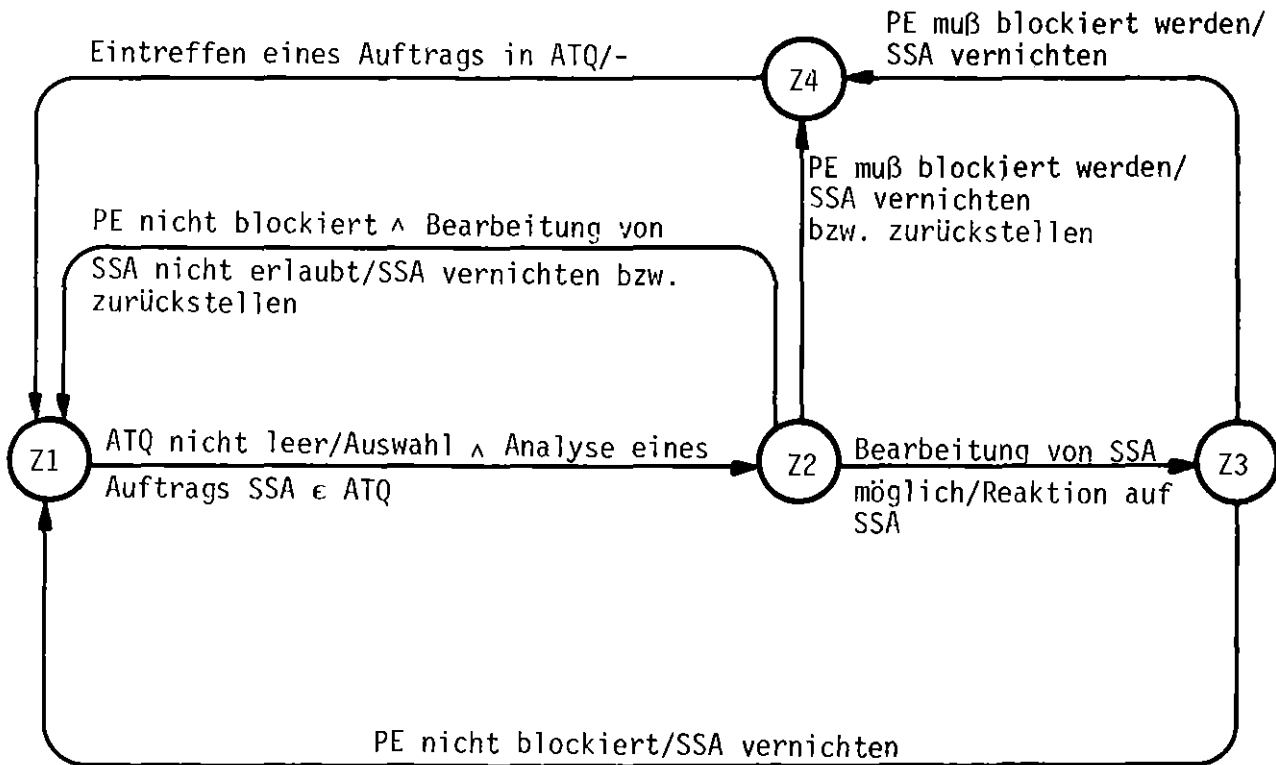 PE muß blockiert werden/
SSA vernichten
Eintreffen eines Auftrags in ATQ/-
Z4
PE muß blockiert werden/
SSA vernichten
bzw. zurückstellen
PE nicht blockiert ∧ Bearbeitung von
SSA nicht erlaubt/SSA vernichten bzw.
zurückstellen
Z1
ATQ nicht leer/Auswahl ∧ Analyse eines
Auftrags SSA ϵ ATQ
Z2
Bearbeitung von SSA
möglich/Reaktion auf
SSA
Z3
PE nicht blockiert/SSA vernichten